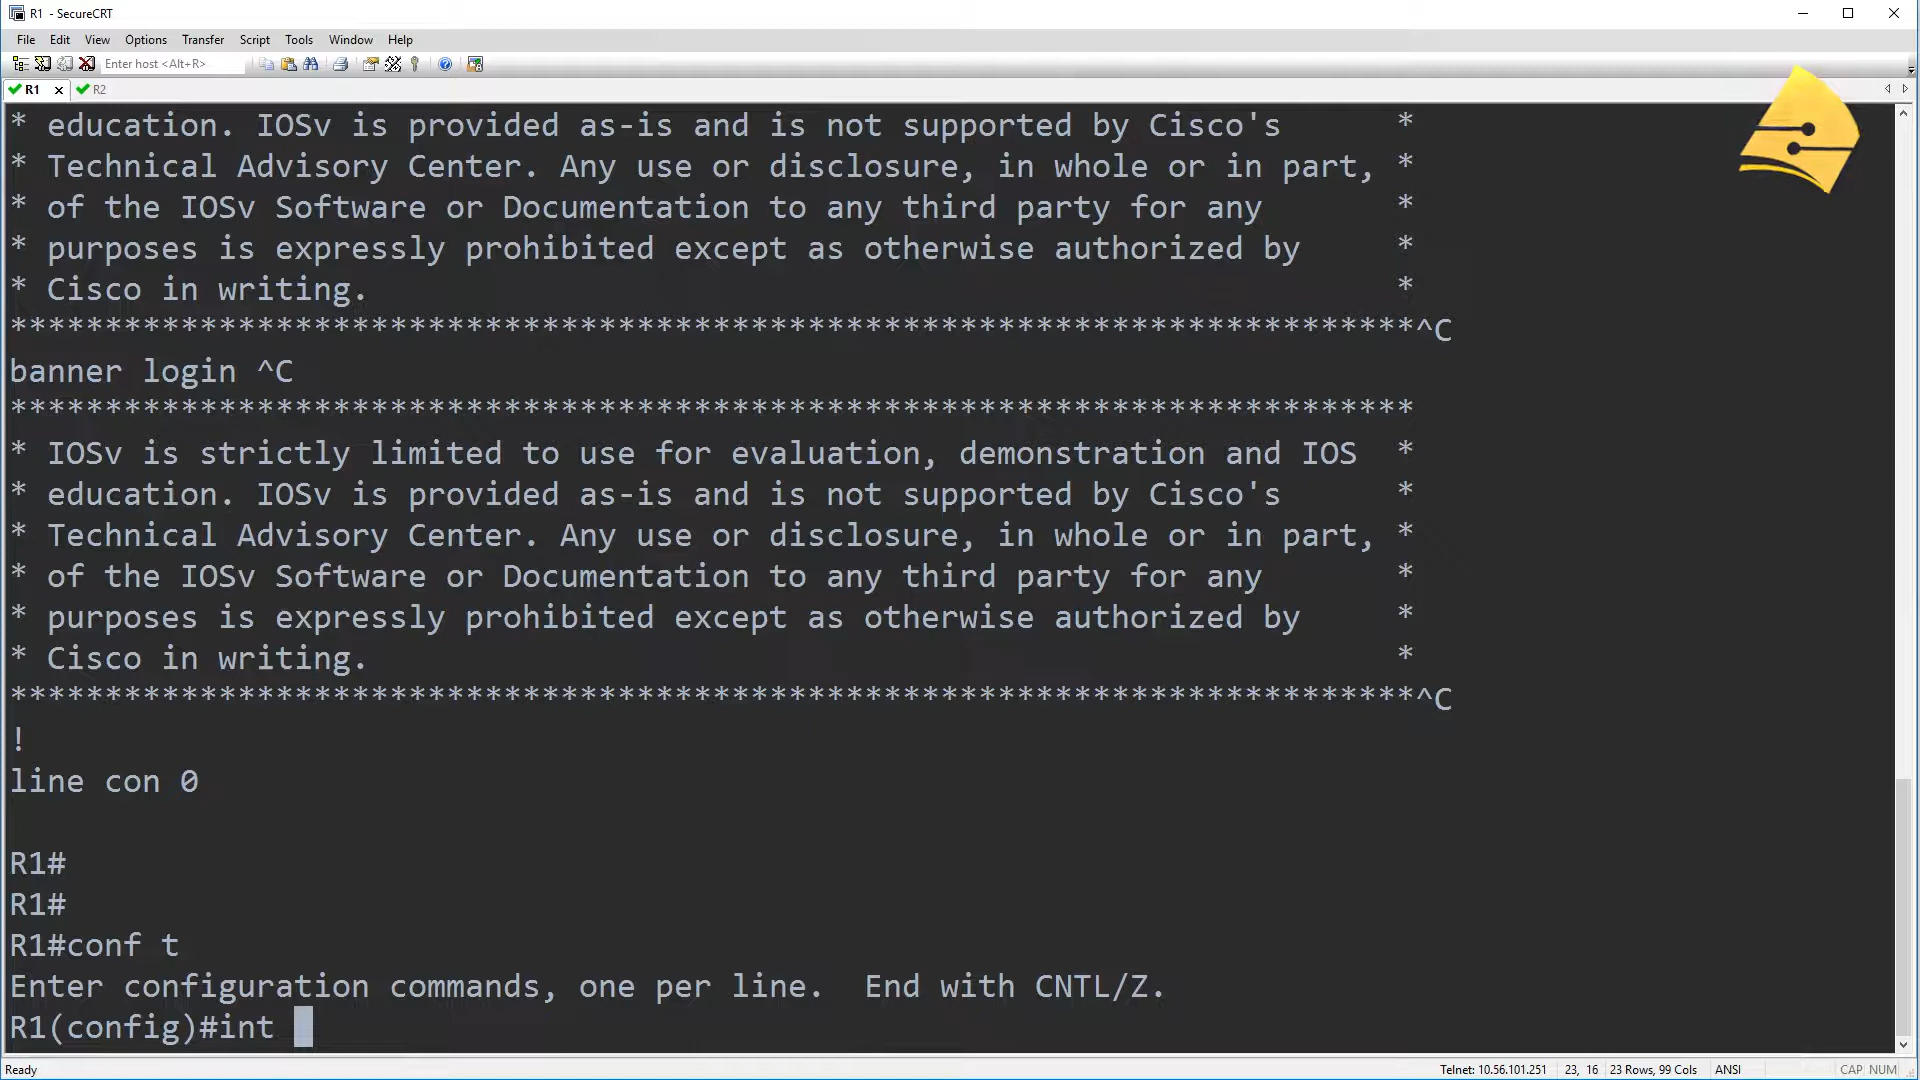 R1 - SecureCRT
File Edit View Options Transfer Script Tools Window Help
Enter host <Alt+R>
R1 R2
* education. IOSv is provided as-is and is not supported by Cisco's *
* Technical Advisory Center. Any use or disclosure, in whole or in part, *
* of the IOSv Software or Documentation to any third party for any *
* purposes is expressly prohibited except as otherwise authorized by *
* Cisco in writing. *
**************************************************************************^C
banner login ^C
**************************************************************************
* IOSv is strictly limited to use for evaluation, demonstration and IOS *
* education. IOSv is provided as-is and is not supported by Cisco's *
* Technical Advisory Center. Any use or disclosure, in whole or in part, *
* of the IOSv Software or Documentation to any third party for any *
* purposes is expressly prohibited except as otherwise authorized by *
* Cisco in writing. *
**************************************************************************^C
!
line con 0
R1#
R1#
R1#conf t
Enter configuration commands, one per line. End with CNTL/Z.
R1(config)#int
Ready Telnet: 10.56.101.251 23, 16 23 Rows, 99 Cols ANSI CAP NUM